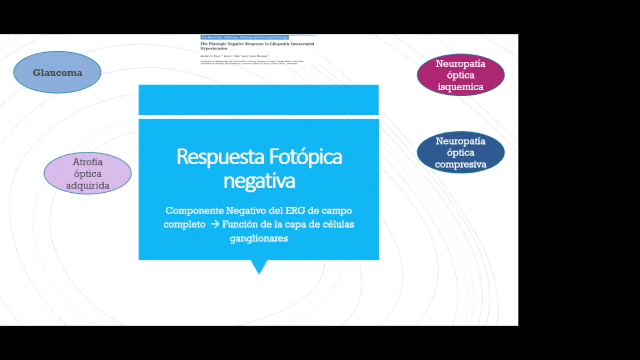 The Photopic Negative Response in Idiopathic Intracranial
Hypertension
Glaucoma
Neuropatía
óptica
isquemica
Atrofia
óptica
adquirida
Neuropatía
óptica
compresiva
Respuesta Fotópica
negativa
Componente Negativo del ERG de campo
completo → Función de la capa de células
ganglionares